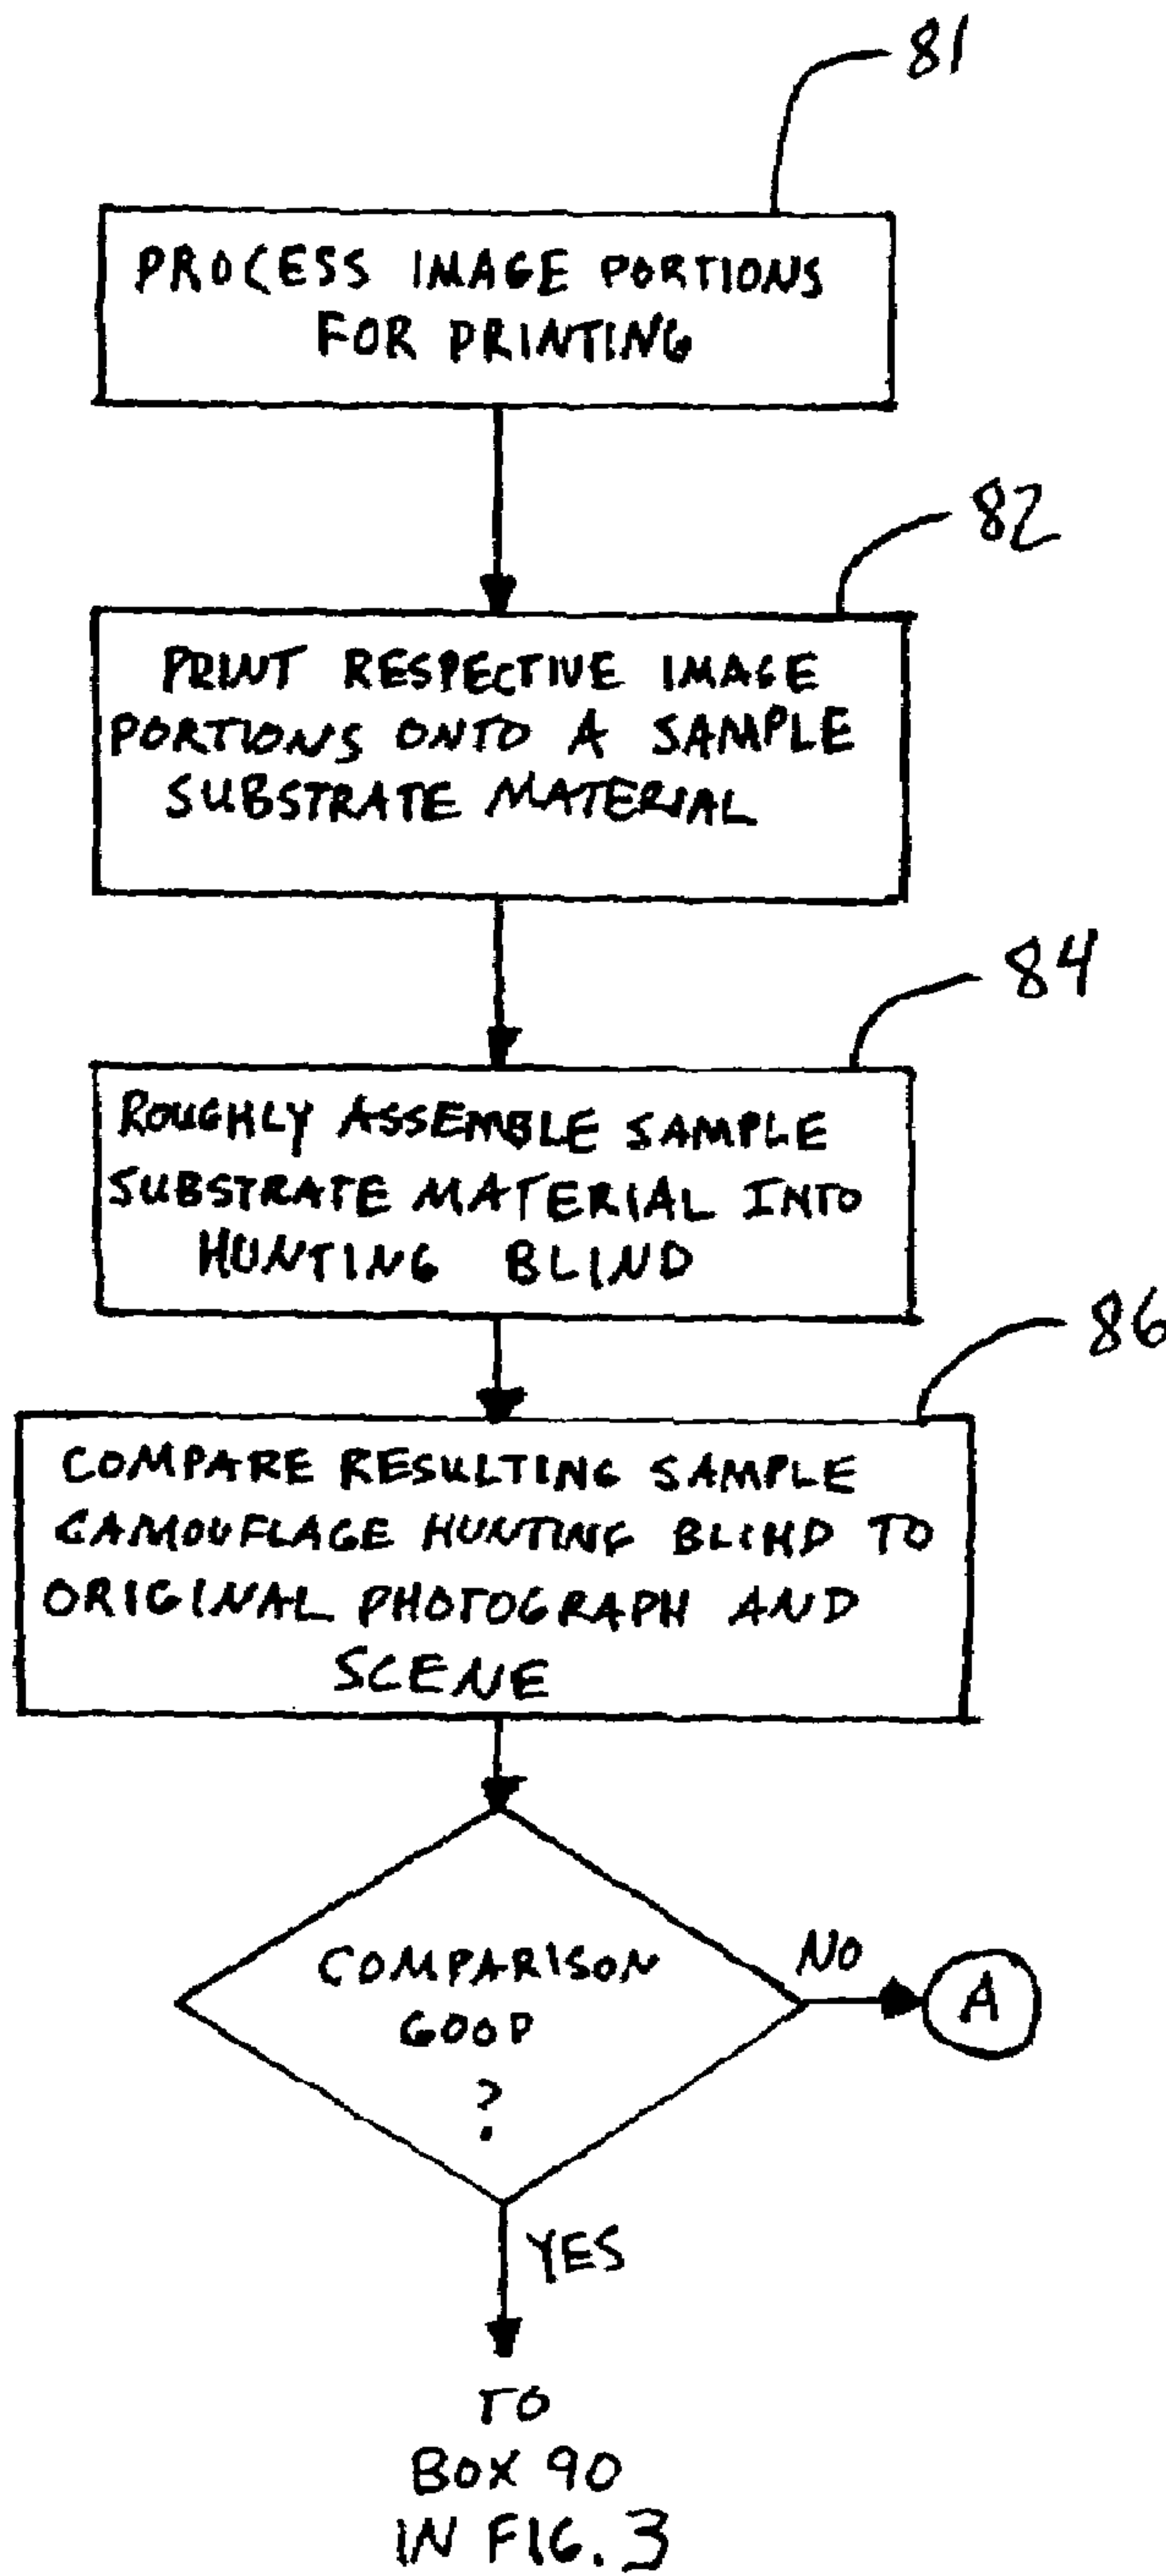 81
PROCESS IMAGE PORTIONS
FOR PRINTING
82
PRINT RESPECTIVE IMAGE
PORTIONS ONTO A SAMPLE
SUBSTRATE MATERIAL
84
ROUGHLY ASSEMBLE SAMPLE
SUBSTRATE MATERIAL INTO
HUNTING BLIND
86
COMPARE RESULTING SAMPLE
CAMOUFLAGE HUNTING BLIND TO
ORIGINAL PHOTOGRAPH AND
SCENE
COMPARISON
GOOD
?
NO
A
YES
TO
BOX 90
IN FIG. 3